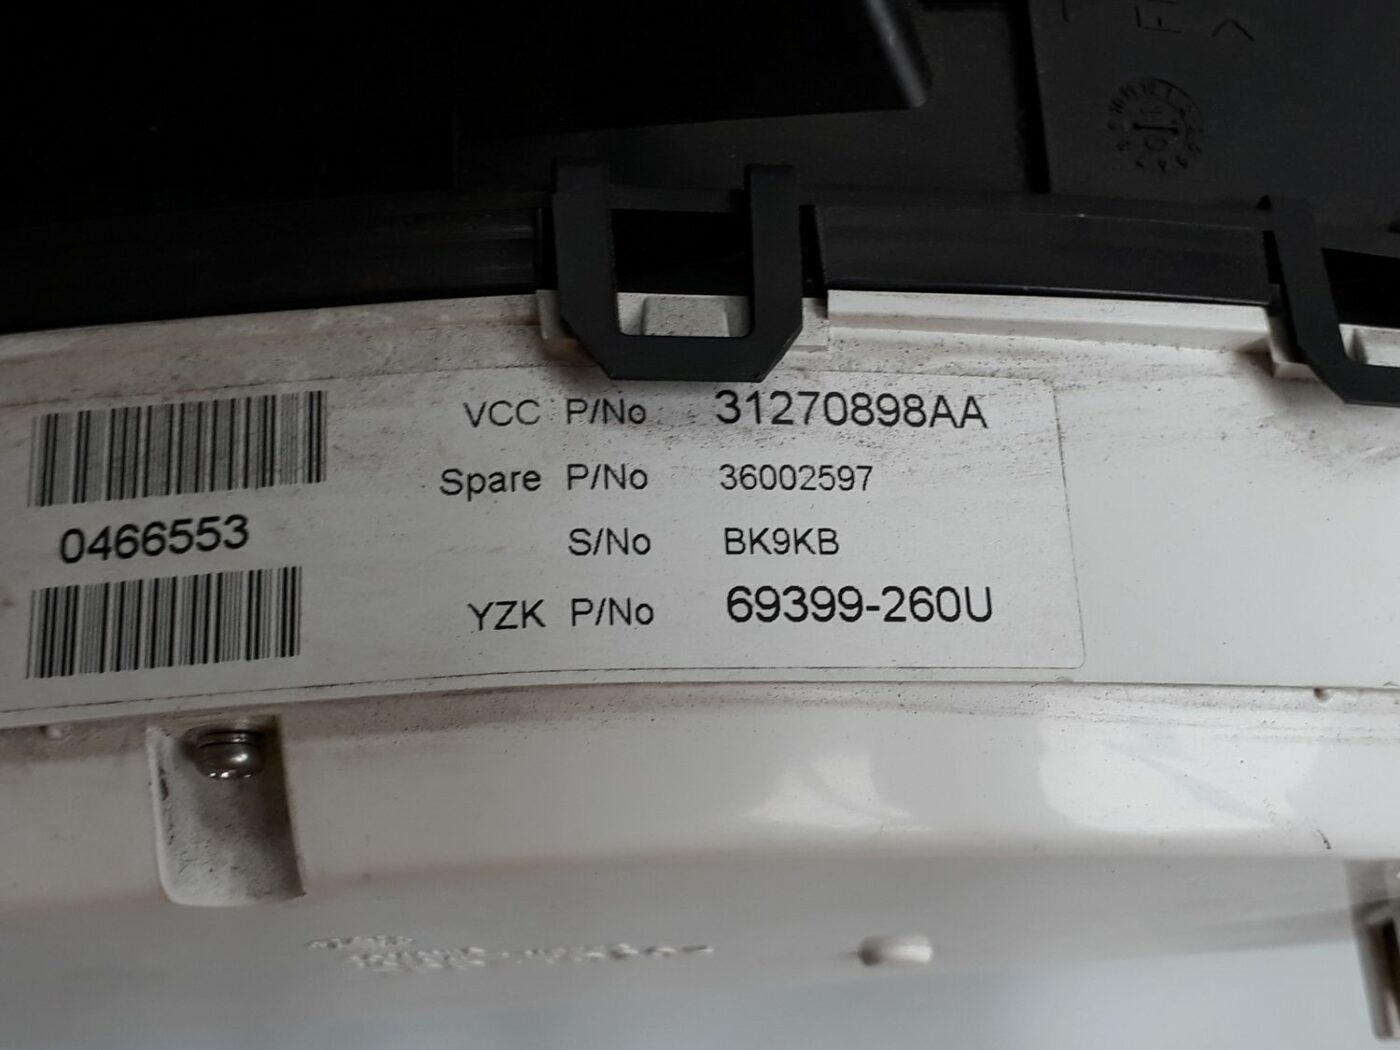 VCC P/No 31270898AA
Spare P/No 36002597
0466553
S/No BK9KB
YZK P/No 69399-260U